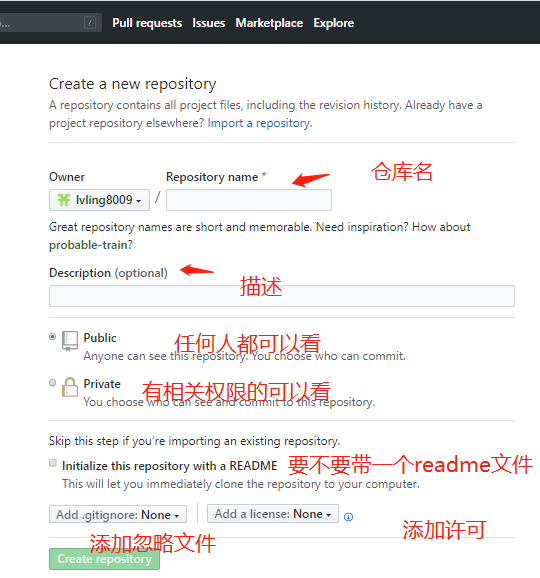 ... /
Pull requests Issues Marketplace Explore
Create a new repository
A repository contains all project files, including the revision history. Already have a
project repository elsewhere? Import a repository.
Owner Repository name *
仓库名
lvling8009 /
Great repository names are short and memorable. Need inspiration? How about
probable-train?
Description (optional)
描述
Public
任何人都可以看
Anyone can see this repository. You choose who can commit.
Private
有相关权限的可以看
You choose who can see and commit to this repository.
Skip this step if you're importing an existing repository.
Initialize this repository with a README
要不要带一个readme文件
This will let you immediately clone the repository to your computer.
Add .gitignore: None Add a license: None
添加忽略文件
添加许可
Create repository